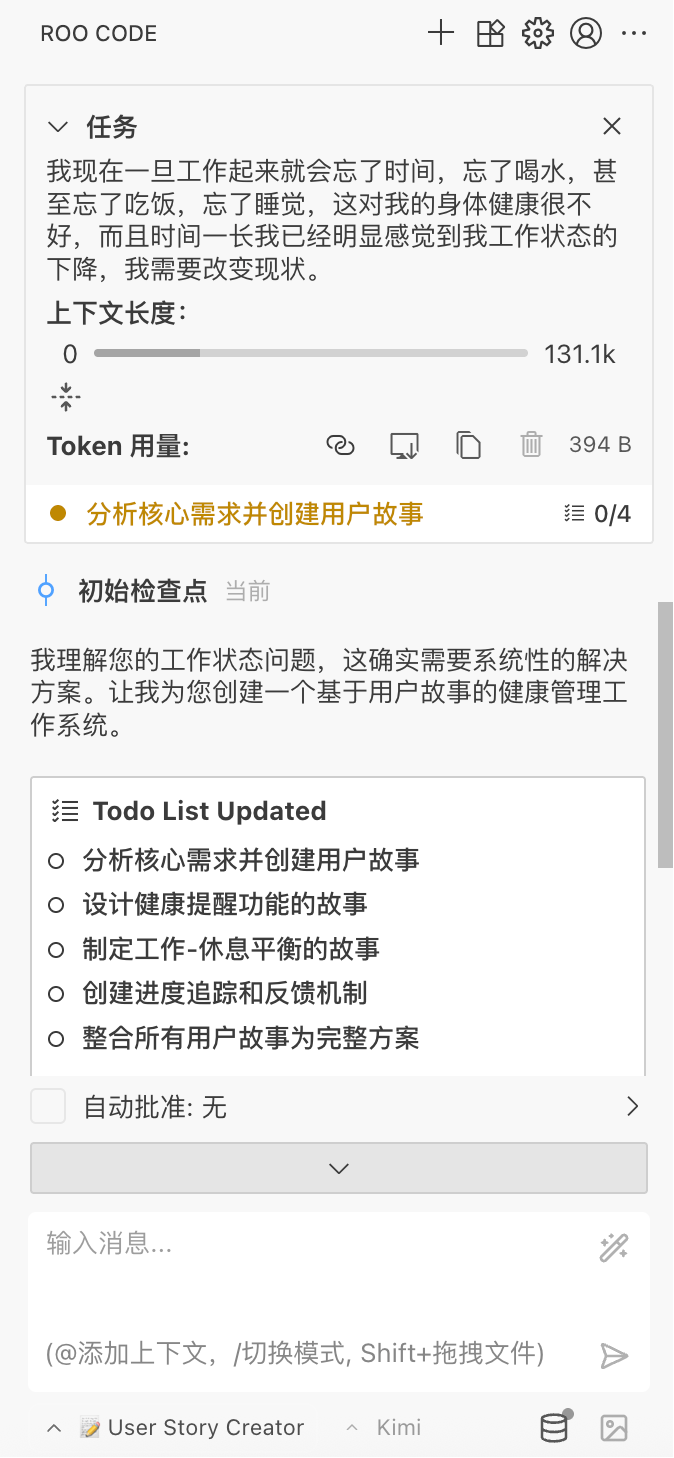 ROO CODE
任务
我现在一旦工作起来就会忘了时间，忘了喝水，甚
至忘了吃饭，忘了睡觉，这对我的身体健康很不
好，而且时间一长我已经明显感觉到我工作状态的
下降，我需要改变现状。
上下文长度：
0 131.1k
Token 用量: 394 B
分析核心需求并创建用户故事 0/4
初始检查点 当前
我理解您的工作状态问题，这确实需要系统性的解决
方案。让我为您创建一个基于用户故事的健康管理工
作系统。
Todo List Updated
分析核心需求并创建用户故事
设计健康提醒功能的故事
制定工作-休息平衡的故事
创建进度追踪和反馈机制
整合所有用户故事为完整方案
自动批准: 无
输入消息...
(@添加上下文，/切换模式, Shift+拖拽文件)
User Story Creator Kimi